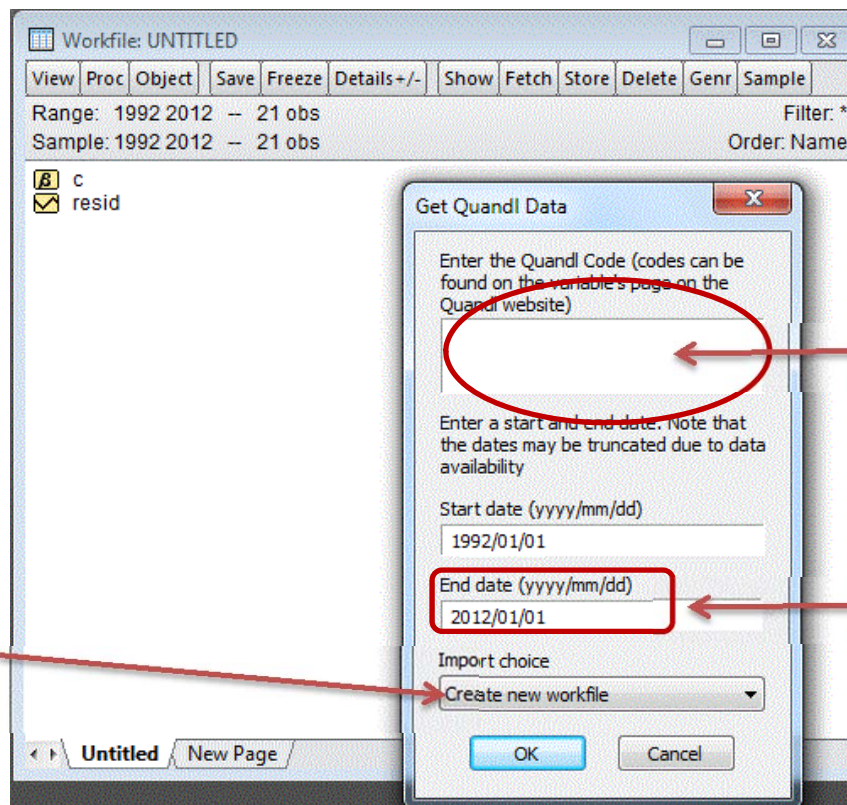 Workfile: UNTITLED
View Proc Object Save Freeze Details+/- Show Fetch Store Delete Genr Sample
Range: 1992 2012 -- 21 obs Filter: *
Sample: 1992 2012 -- 21 obs Order: Name
c
resid
Get Quandl Data
Enter the Quandl Code (codes can be
found on the variable's page on the
Quandl website)
Enter a start and end date. Note that
the dates may be truncated due to data
availability
Start date (yyyy/mm/dd)
1992/01/01
End date (yyyy/mm/dd)
2012/01/01
Import choice
Create new workfile
OK Cancel
Untitled New Page